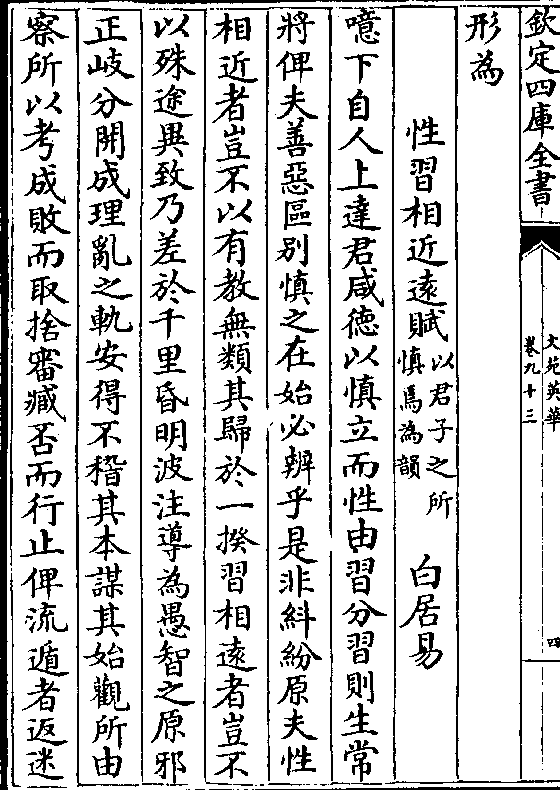 欽定四庫全書
文苑英華
卷九十三
四
形為
性習相近遠賦
以君子之所
慎焉為韻
白居易
噫下自人上達君咸德以慎立而性由習分習則生常
將俾夫善惡區別慎之在始必辨乎是非糾紛原夫性
相近者豈不以有教無類其歸於一揆習相遠者豈不
以殊途異致乃差於千里昏明波注導為愚智之原邪
正岐分開成理亂之軌安得不稽其本謀其始觀所由
察所以考成敗而取捨審臧否而行止俾流遁者返迷